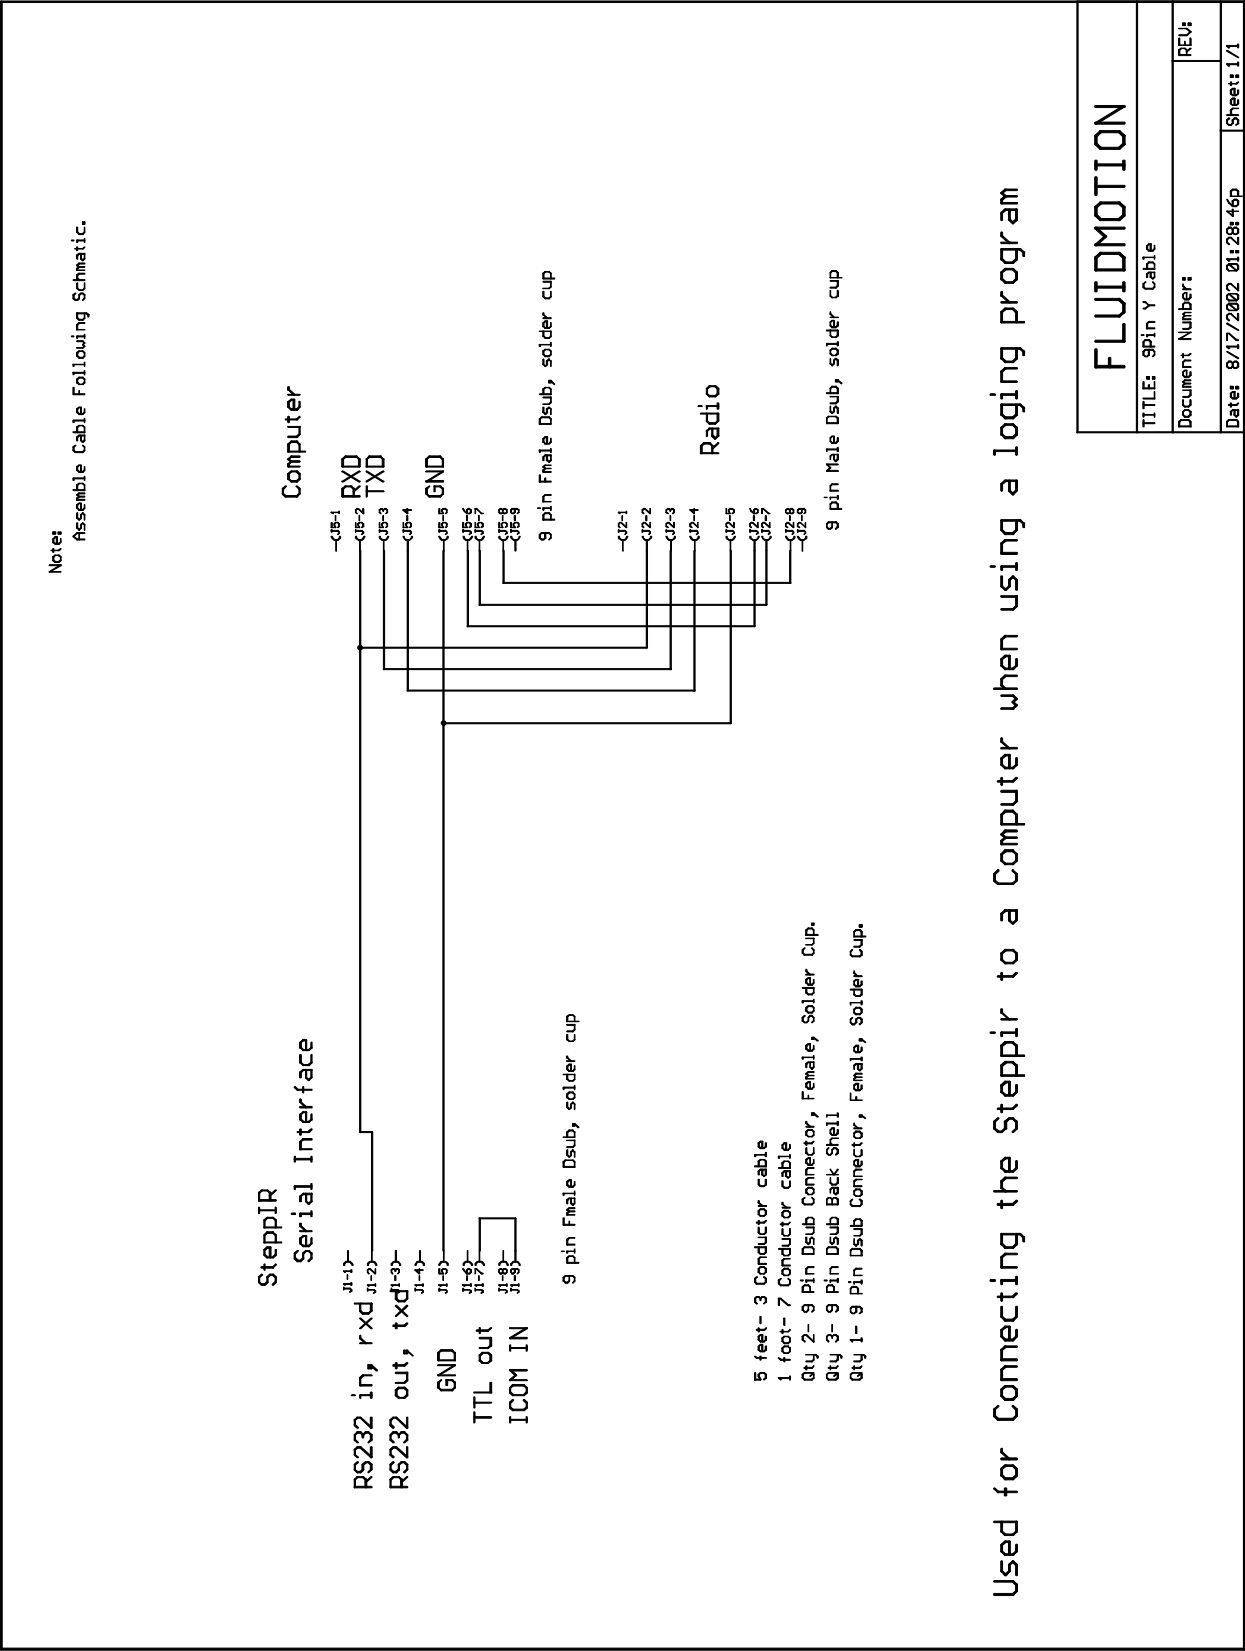 Note:
Assemble Cable Following Schmatic.
SteppIR
Serial Interface
J1-1
J1-2
J1-3
J1-4
J1-5
J1-6
J1-7
J1-8
J1-9
RS232 in, rxd
RS232 out, txd
GND
TTL out
ICOM IN
9 pin Fmale Dsub, solder cup
Computer
J5-1
J5-2
J5-3
J5-4
J5-5
J5-6
J5-7
J5-8
J5-9
RXD
TXD
GND
9 pin Fmale Dsub, solder cup
J2-1
J2-2
J2-3
J2-4
J2-5
J2-6
J2-7
J2-8
J2-9
Radio
9 pin Male Dsub, solder cup
5 feet- 3 Conductor cable
1 foot- 7 Conductor cable
Qty 2- 9 Pin Dsub Connector, Female, Solder Cup.
Qty 3- 9 Pin Dsub Back Shell
Qty 1- 9 Pin Dsub Connector, Female, Solder Cup.
Used for Connecting the Steppir to a Computer when using a loging program
FLUIDMOTION
TITLE: 9Pin Y Cable
Document Number:
REV:
Date: 8/17/2002 01:28:46p
Sheet: 1/1